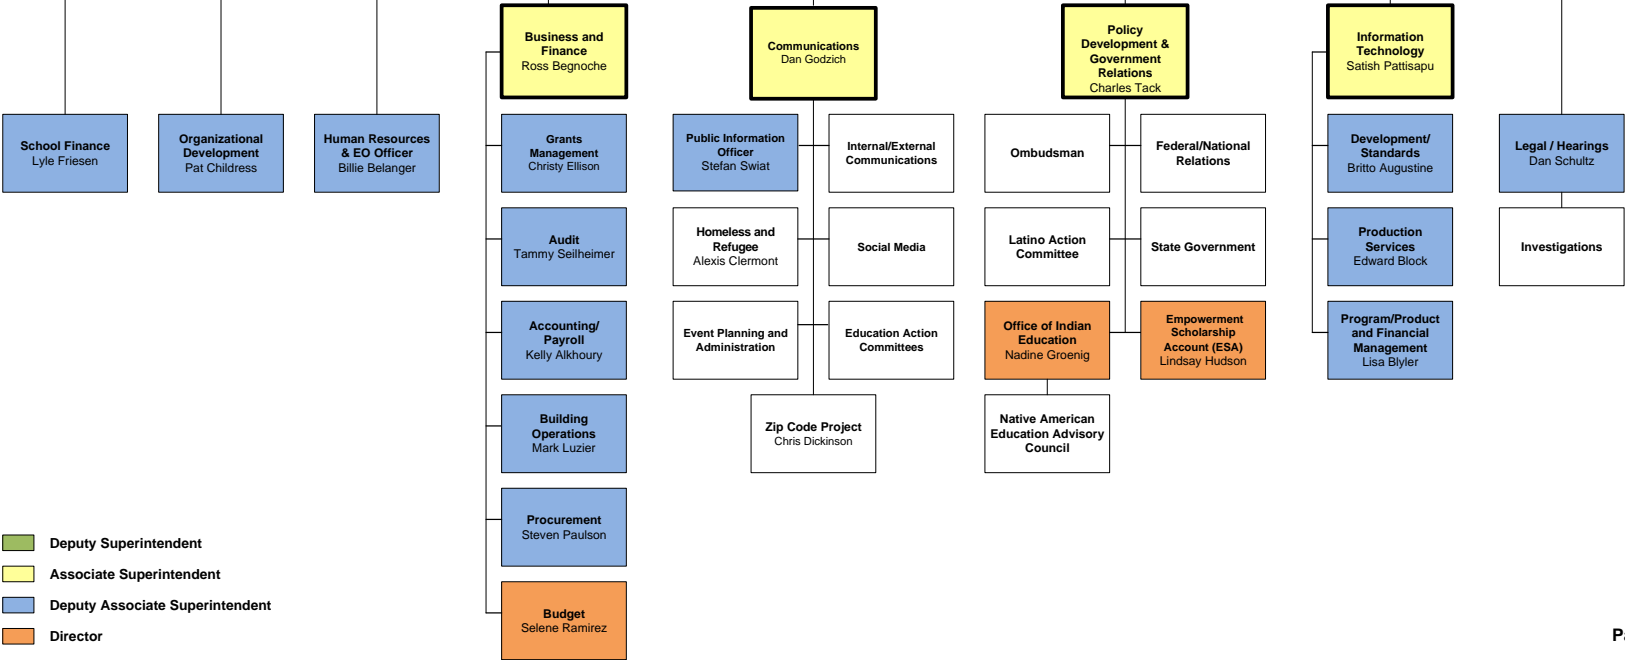 Business and
Finance
Ross Begnoche
Communications
Dan Godzich
Policy
Development &
Government
Relations
Charles Tack
Information
Technology
Satish Pattisapu
School Finance
Lyle Friesen
Organizational
Development
Pat Childress
Human Resources
& EO Officer
Billie Belanger
Grants
Management
Christy Ellison
Public Information
Officer
Stefan Swiat
Internal/External
Communications
Ombudsman
Federal/National
Relations
Development/
Standards
Britto Augustine
Legal / Hearings
Dan Schultz
Audit
Tammy Seilheimer
Homeless and
Refugee
Alexis Clermont
Social Media
Latino Action
Committee
State Government
Production
Services
Edward Block
Investigations
Accounting/
Payroll
Kelly Alkhoury
Event Planning and
Administration
Education Action
Committees
Office of Indian
Education
Nadine Groenig
Empowerment
Scholarship
Account (ESA)
Lindsay Hudson
Program/Product
and Financial
Management
Lisa Blyler
Building
Operations
Mark Luzier
Zip Code Project
Chris Dickinson
Native American
Education Advisory
Council
Procurement
Steven Paulson
Budget
Selene Ramirez
Deputy Superintendent
Associate Superintendent
Deputy Associate Superintendent
Director